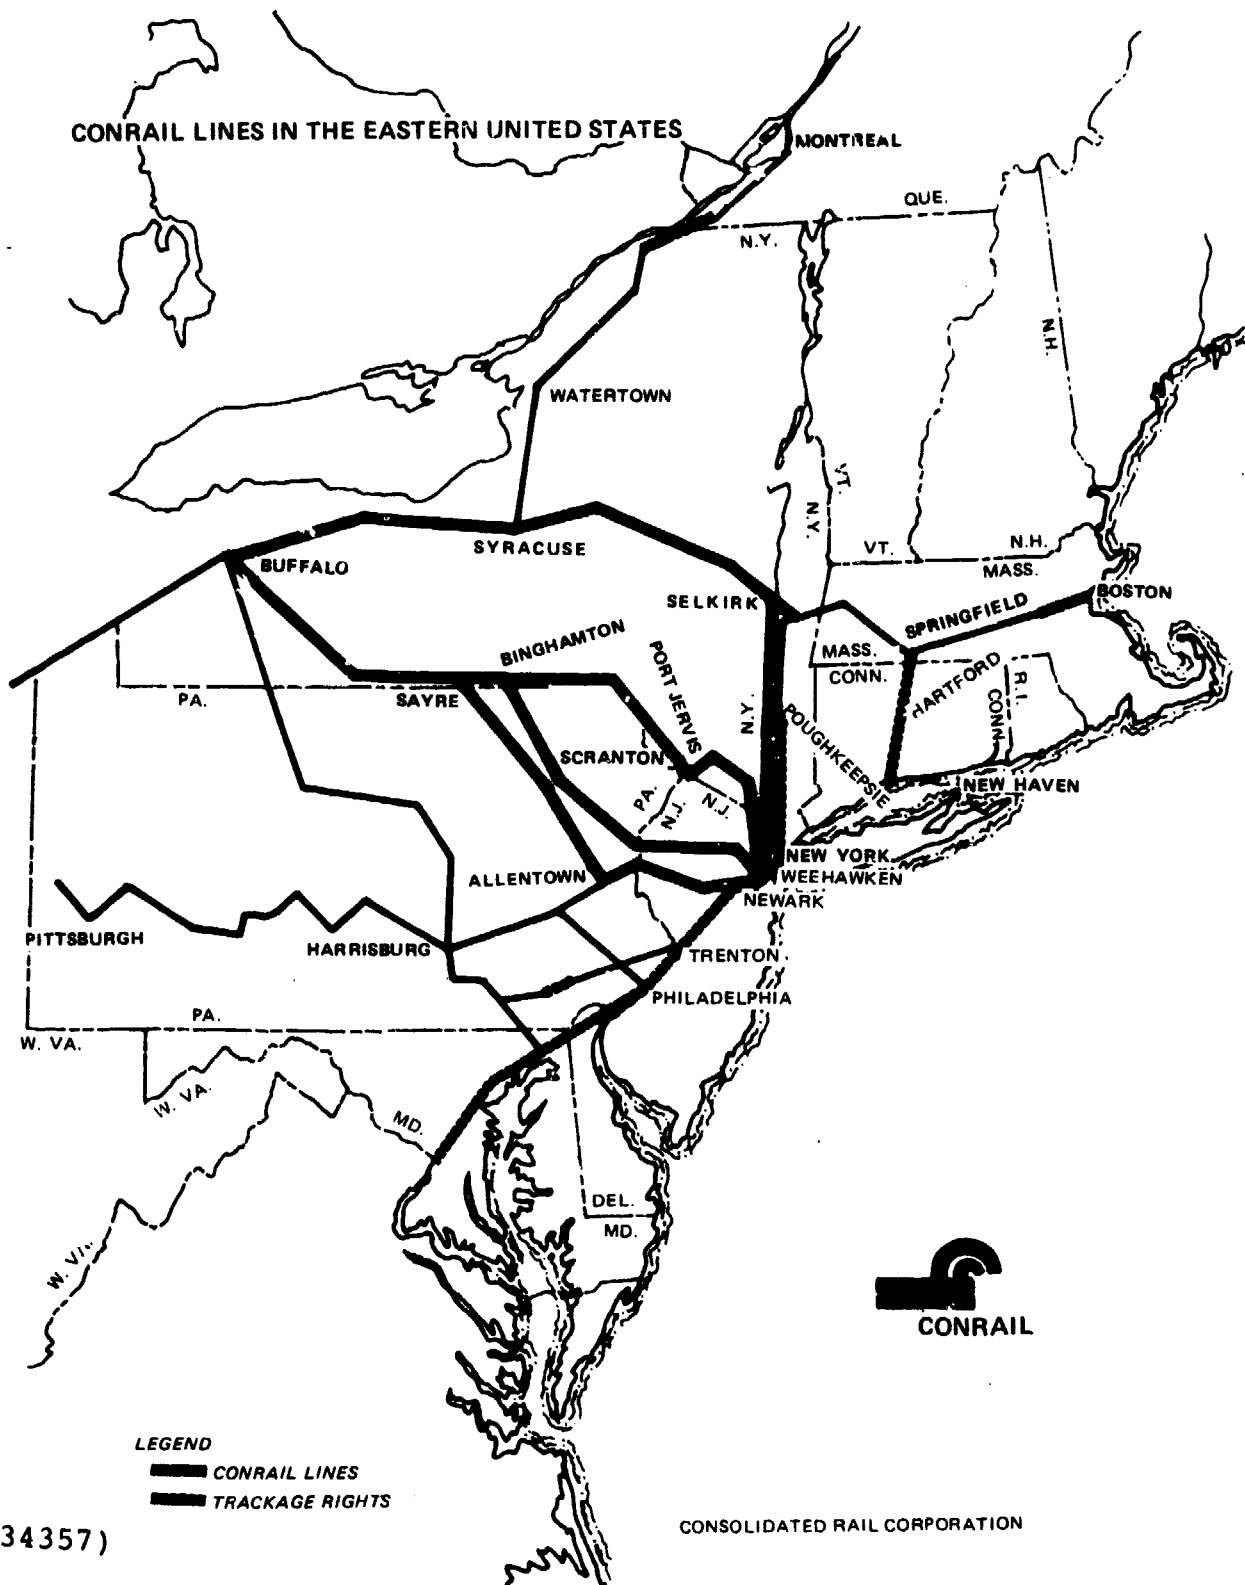 CONRAIL LINES IN THE EASTERN UNITED STATES
MONTREAL
QUE.
N.Y.
N.H.
WATERTOWN
VT.
N.Y.
SYRACUSE
VT.
N.H.
MASS.
BUFFALO
SELKIRK
SPRINGFIELD
BOSTON
BINGHAMTON
PORT JERVIS
MASS.
CONN.
HARTFORD
R.I.
CONN.
PA.
SAYRE
N.Y.
POUGHKEEPSIE
SCRANTON
PA.
N.J.
N.J.
NEW HAVEN
NEW YORK
WEEHAWKEN
ALLENTOWN
NEWARK
PITTSBURGH
HARRISBURG
TRENTON
PHILADELPHIA
PA.
W. VA.
W. VA.
MD.
DEL.
MD.
CONRAIL
LEGEND
CONRAIL LINES
TRACKAGE RIGHTS
CONSOLIDATED RAIL CORPORATION
34357)